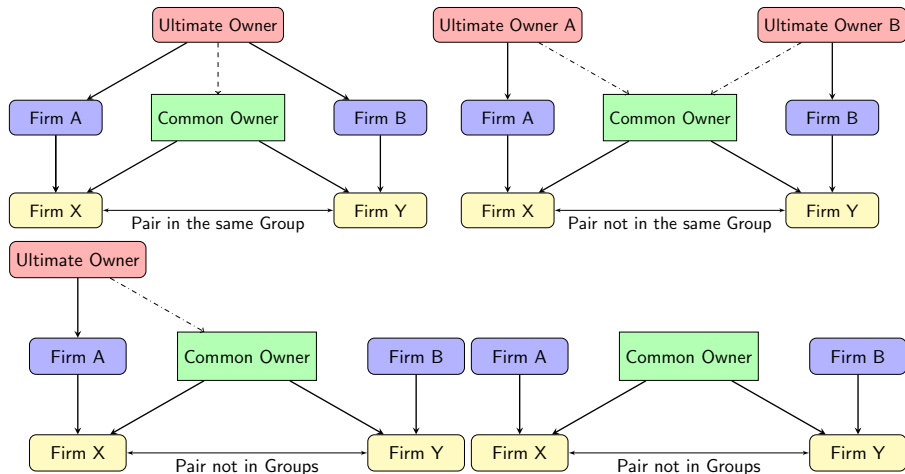 Ultimate Owner
Firm A
Common Owner
Firm B
Firm X
Pair in the same Group
Firm Y
Ultimate Owner A
Ultimate Owner B
Firm A
Common Owner
Firm B
Firm X
Pair not in the same Group
Firm Y
Ultimate Owner
Firm A
Common Owner
Firm B
Firm X
Pair not in Groups
Firm Y
Firm A
Common Owner
Firm B
Firm X
Pair not in Groups
Firm Y